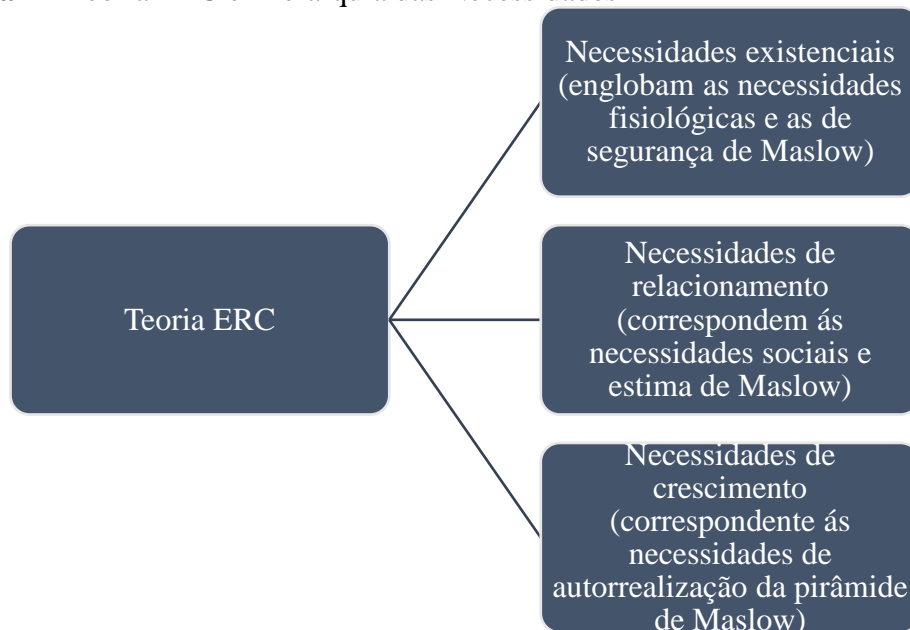 Necessidades existenciais
(englobam as necessidades
fisiológicas e as de
segurança de Maslow)
Teoria ERC
Necessidades de
relacionamento
(correspondem ás
necessidades sociais e
estima de Maslow)
Necessidades de
crescimento
(correspondente ás
necessidades de
autorrealização da pirâmide
de Maslow)